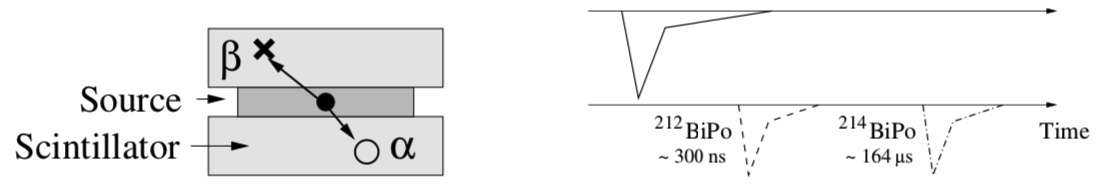 β
Source
Scintillator
α
²¹²BiPo
~ 300 ns
²¹⁴BiPo
~ 164 μs
Time